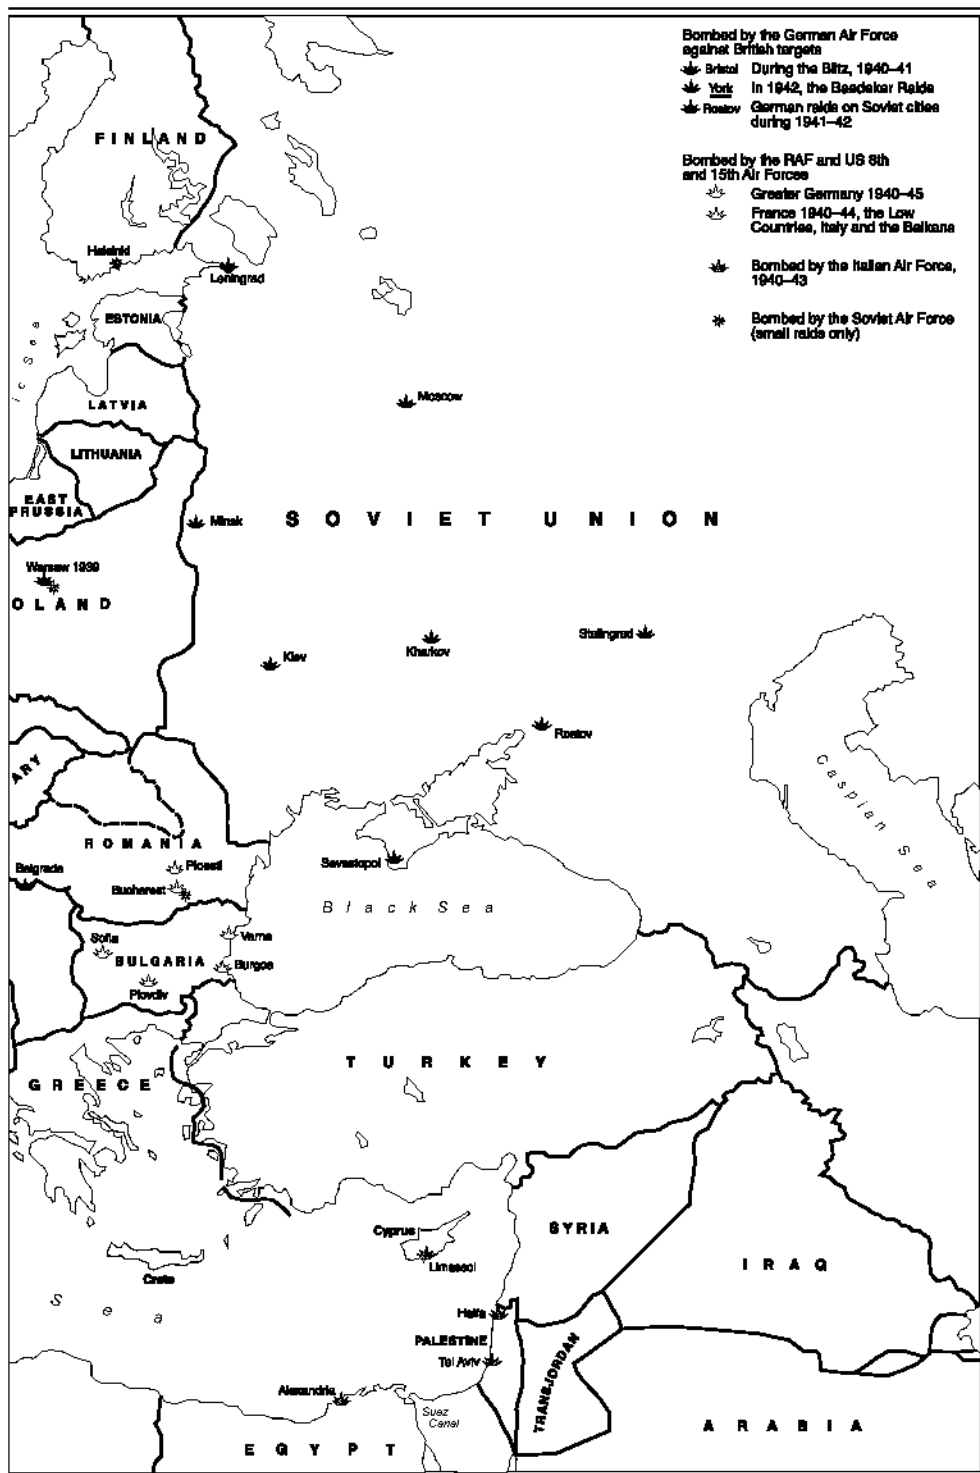 Bombed by the German Air Force
against British targets
Bristol During the Blitz, 1940–41
York In 1942, the Baedeker Raids
Rostov German raids on Soviet cities
during 1941–42
Bombed by the RAF and US 8th
and 15th Air Forces
Greater Germany 1940–45
France 1940–44, the Low
Countries, Italy and the Balkans
Bombed by the Italian Air Force,
1940–43
Bombed by the Soviet Air Force
(small raids only)
FINLAND
Helsinki
Leningrad
ESTONIA
ic Sea
Moscow
LATVIA
LITHUANIA
EAST
PRUSSIA
SOVIET UNION
Minsk
Warsaw 1939
OLAND
Stalingrad
Kharkov
Kiev
Rostov
ARY
Caspian Sea
ROMANIA
Sevastopol
Belgrade
Ploesti
Bucharest
Black Sea
Sofia
Varna
BULGARIA
Burgos
Plovdiv
TURKEY
GREECE
Cyprus
SYRIA
Limassol
IRAQ
Crete
Sea
Haifa
PALESTINE
Tel Aviv
TRANSJORDAN
Alexandria
Suez
Canal
ARABIA
EGYPT